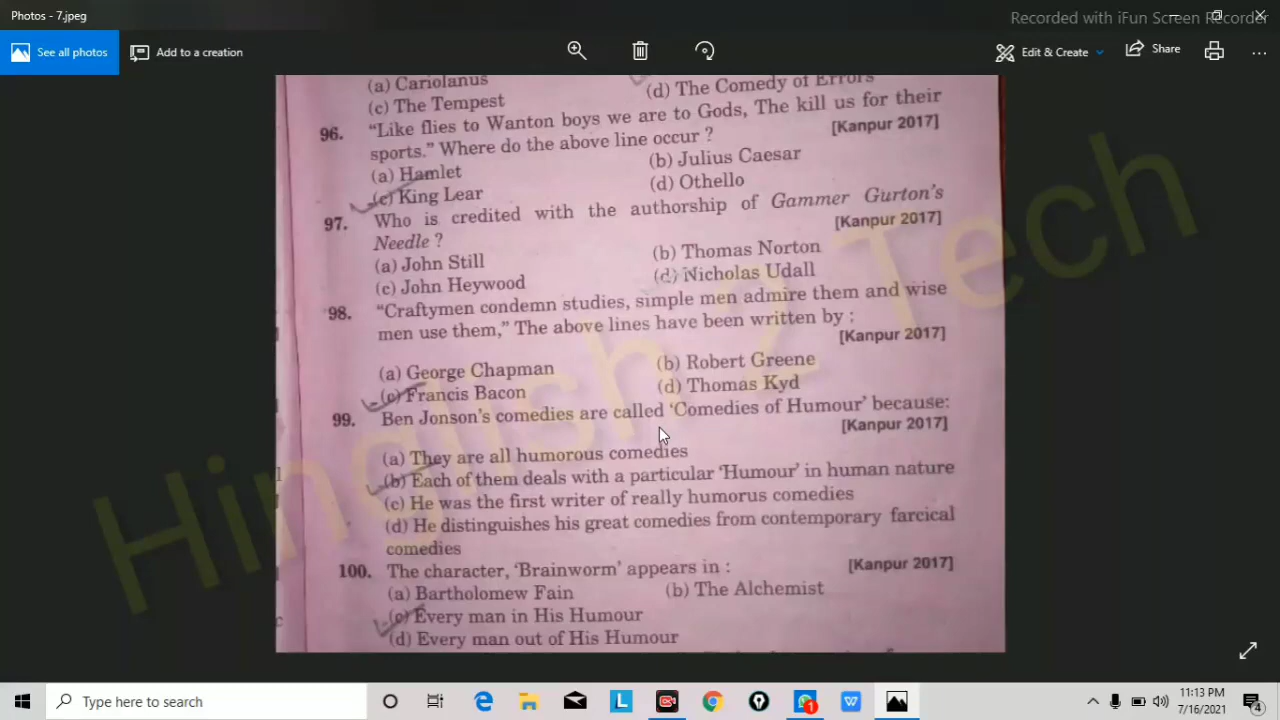 Photos - 7.jpeg
Recorded with iFun Screen Recorder
See all photos
Add to a creation
Edit & Create
Share
(a) Cariolanus
(d) The Comedy of Errors
(c) The Tempest
96. "Like flies to Wanton boys we are to Gods, The kill us for their
sports." Where do the above line occur ? [Kanpur 2017]
(a) Hamlet (b) Julius Caesar
(c) King Lear (d) Othello
97. Who is credited with the authorship of Gammer Gurton's
Needle ? [Kanpur 2017]
(a) John Still (b) Thomas Norton
(c) John Heywood (d) Nicholas Udall
98. "Craftymen condemn studies, simple men admire them and wise
men use them," The above lines have been written by :
[Kanpur 2017]
(a) George Chapman (b) Robert Greene
(c) Francis Bacon (d) Thomas Kyd
99. Ben Jonson's comedies are called 'Comedies of Humour' because:
[Kanpur 2017]
(a) They are all humorous comedies
(b) Each of them deals with a particular 'Humour' in human nature
(c) He was the first writer of really humorus comedies
(d) He distinguishes his great comedies from contemporary farcical
comedies
100. The character, 'Brainworm' appears in : [Kanpur 2017]
(a) Bartholomew Fain (b) The Alchemist
(c) Every man in His Humour
(d) Every man out of His Humour
Hinglish 2 Tech
Type here to search
11:13 PM
7/16/2021